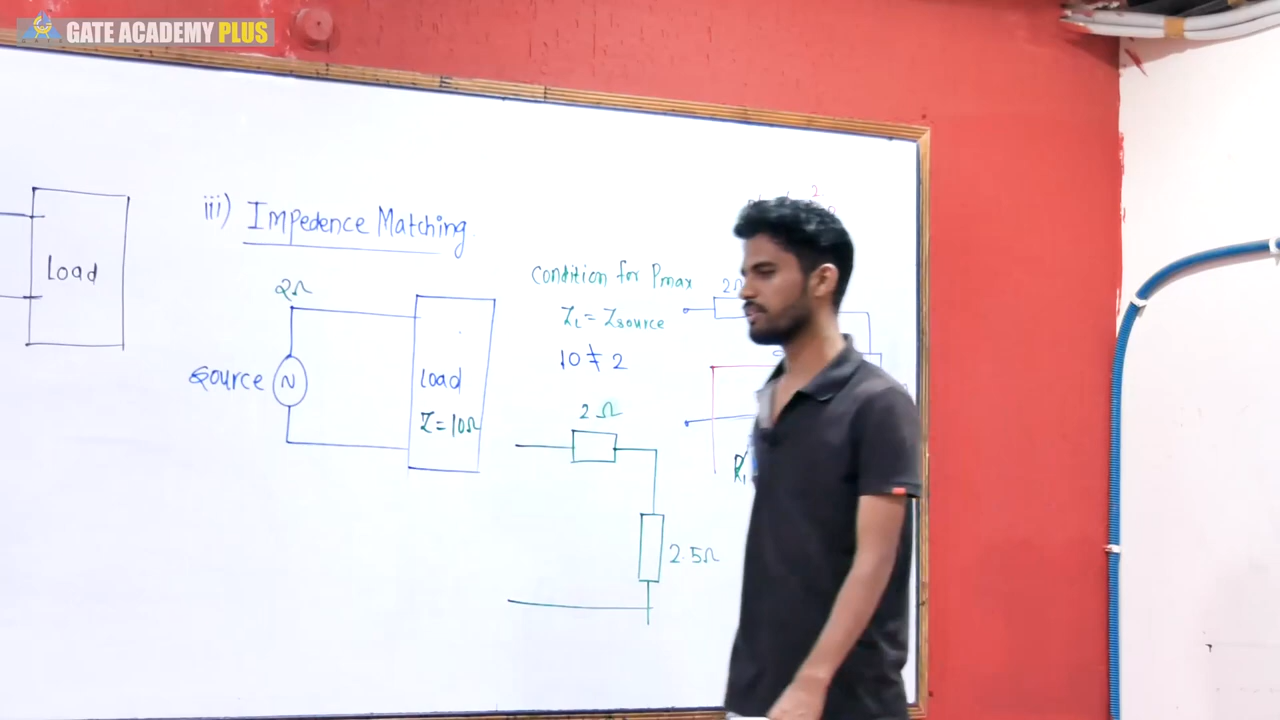 GATE ACADEMY PLUS
Load
iii) Impedence Matching
2Ω
Source
N
Load
Z=10Ω
Condition for Pmax
ZL = Zsource
10 ≠ 2
2Ω
2.5Ω
2Ω
R1